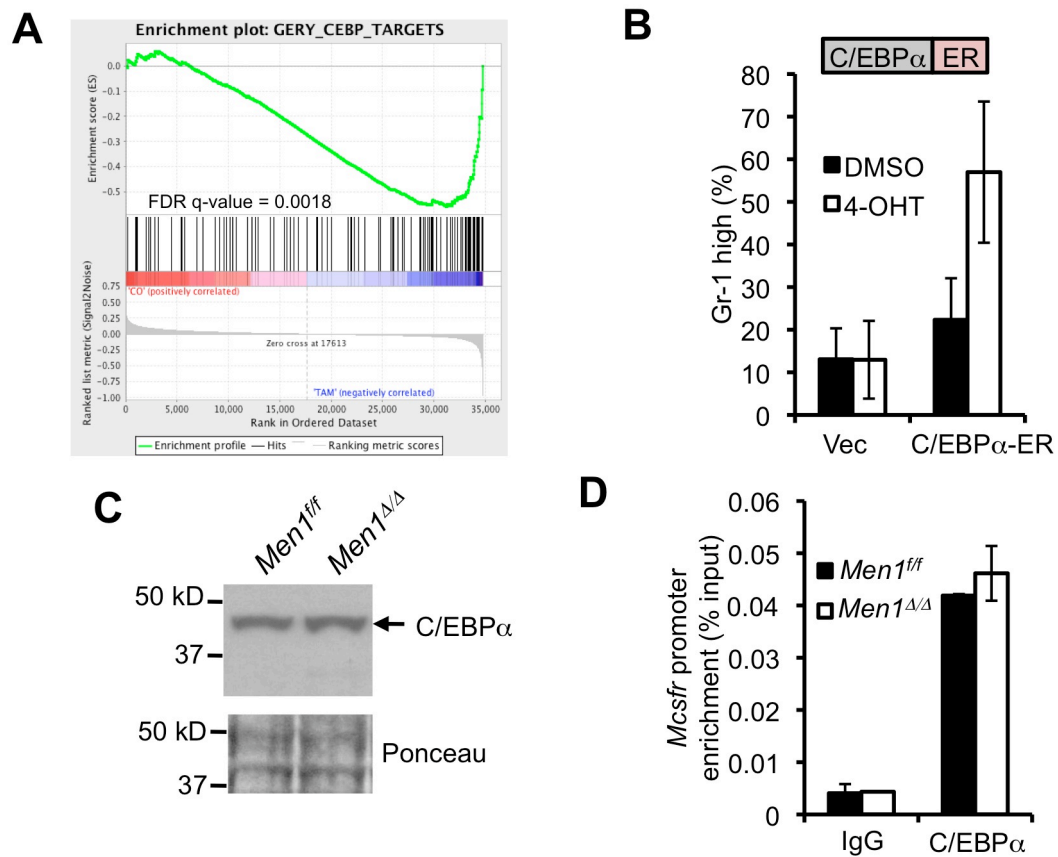 A
Enrichment plot: GERY_CEBP_TARGETS
Enrichment score (ES)
0.0
-0.1
-0.2
-0.3
-0.4
-0.5
FDR q-value = 0.0018
Ranked list metric (Signal2Noise)
0.75
0.50
0.25
0.00
-0.25
-0.50
-0.75
-1.00
'CO' (positively correlated)
Zero cross at 17613
'TAM' (negatively correlated)
0 5,000 10,000 15,000 20,000 25,000 30,000 35,000
Rank in Ordered Dataset
Enrichment profile Hits Ranking metric scores
B
C/EBPα ER
Gr-1 high (%)
80
70
60
50
40
30
20
10
0
DMSO
4-OHT
Vec C/EBPα-ER
C
Men1f/f Men1Δ/Δ
50 kD
37
C/EBPα
50 kD
37
Ponceau
D
Mcsfr promoter
enrichment (% input)
0.06
0.05
0.04
0.03
0.02
0.01
0
Men1f/f
Men1Δ/Δ
IgG C/EBPα